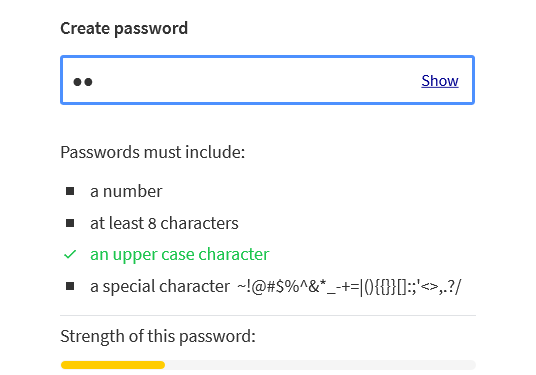 Create password
●●
Show
Passwords must include:
a number
at least 8 characters
an upper case character
a special character ~!@#$%^&*_-+=|(){{}}[]:;'<>,.?/
Strength of this password: